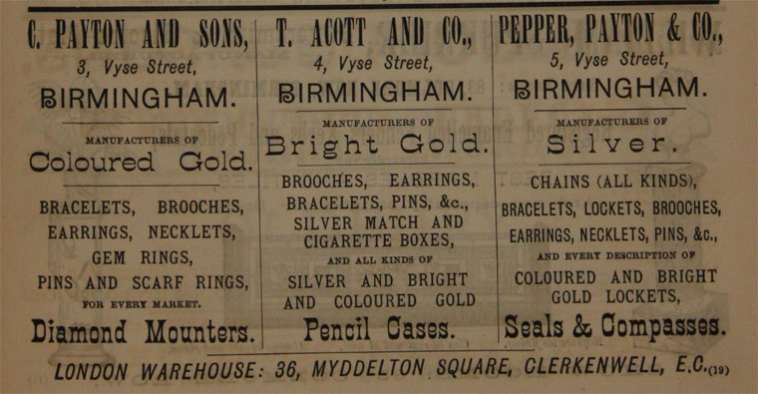 C. PAYTON AND SONS,
3, Vyse Street,
BIRMINGHAM.
MANUFACTURERS OF
Coloured Gold.
BRACELETS, BROOCHES,
EARRINGS, NECKLETS,
GEM RINGS,
PINS AND SCARF RINGS,
FOR EVERY MARKET.
Diamond Mounters.
T. ACOTT AND CO.,
4, Vyse Street,
BIRMINGHAM.
MANUFACTURERS OF
Bright Gold.
BROOCHES, EARRINGS,
BRACELETS, PINS, &c.,
SILVER MATCH AND
CIGARETTE BOXES,
AND ALL KINDS OF
SILVER AND BRIGHT
AND COLOURED GOLD
Pencil Cases.
PEPPER, PAYTON & CO.,
5, Vyse Street,
BIRMINGHAM.
MANUFACTURERS OF
Silver.
CHAINS (ALL KINDS),
BRACELETS, LOCKETS, BROOCHES,
EARRINGS, NECKLETS, PINS, &c.,
AND EVERY DESCRIPTION OF
COLOURED AND BRIGHT
GOLD LOCKETS,
Seals & Compasses.
LONDON WAREHOUSE: 36, MYDDELTON SQUARE, CLERKENWELL, E.C.(19)